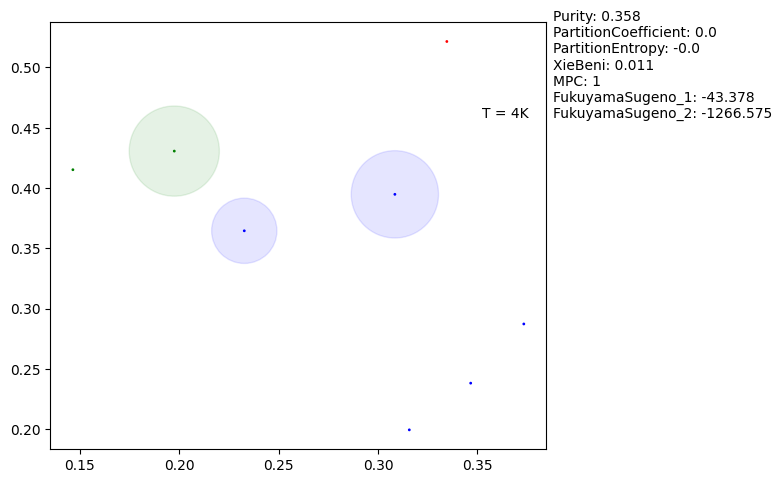 Purity: 0.358
PartitionCoefficient: 0.0
PartitionEntropy: -0.0
XieBeni: 0.011
MPC: 1
FukuyamaSugeno_1: -43.378
FukuyamaSugeno_2: -1266.575
T = 4K
0.50
0.45
0.40
0.35
0.30
0.25
0.20
0.15 0.20 0.25 0.30 0.35